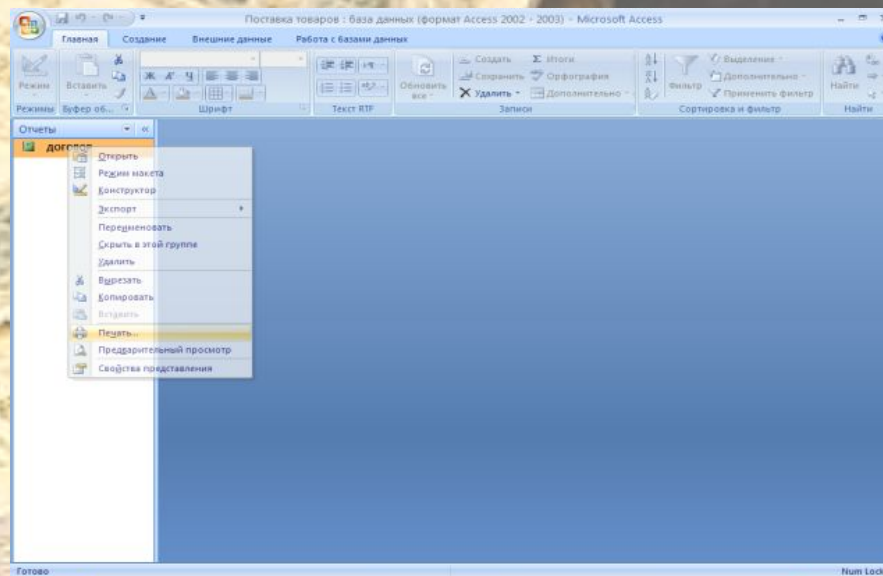 Поставка товаров : база данных (формат Access 2002 - 2003) - Microsoft Access
Главная Создание Внешние данные Работа с базами данных
Режим
Вставить
Ж К Ч
Обновить все
Создать
Сохранить
Удалить
Итоги
Орфография
Дополнительно
Фильтр
Выделение
Дополнительно
Применить фильтр
Найти
Режимы Буфер об... Шрифт Текст RTF Записи Сортировка и фильтр Найти
Отчеты
договор
Открыть
Режим макета
Конструктор
Экспорт
Переименовать
Скрыть в этой группе
Удалить
Вырезать
Копировать
Вставить
Печать...
Предварительный просмотр
Свойства представления
Готово
Num Lock